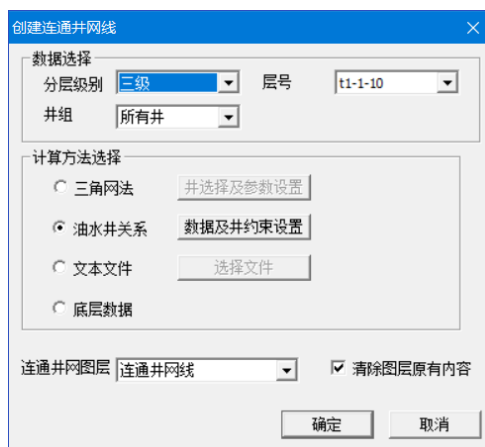 创建连通井网线
数据选择
分层级别 三级 层号 t1-1-10
井组 所有井
计算方法选择
三角网法 井选择及参数设置
油水井关系 数据及井约束设置
文本文件 选择文件
底层数据
连通井网图层 连通井网线 清除图层原有内容
确定 取消